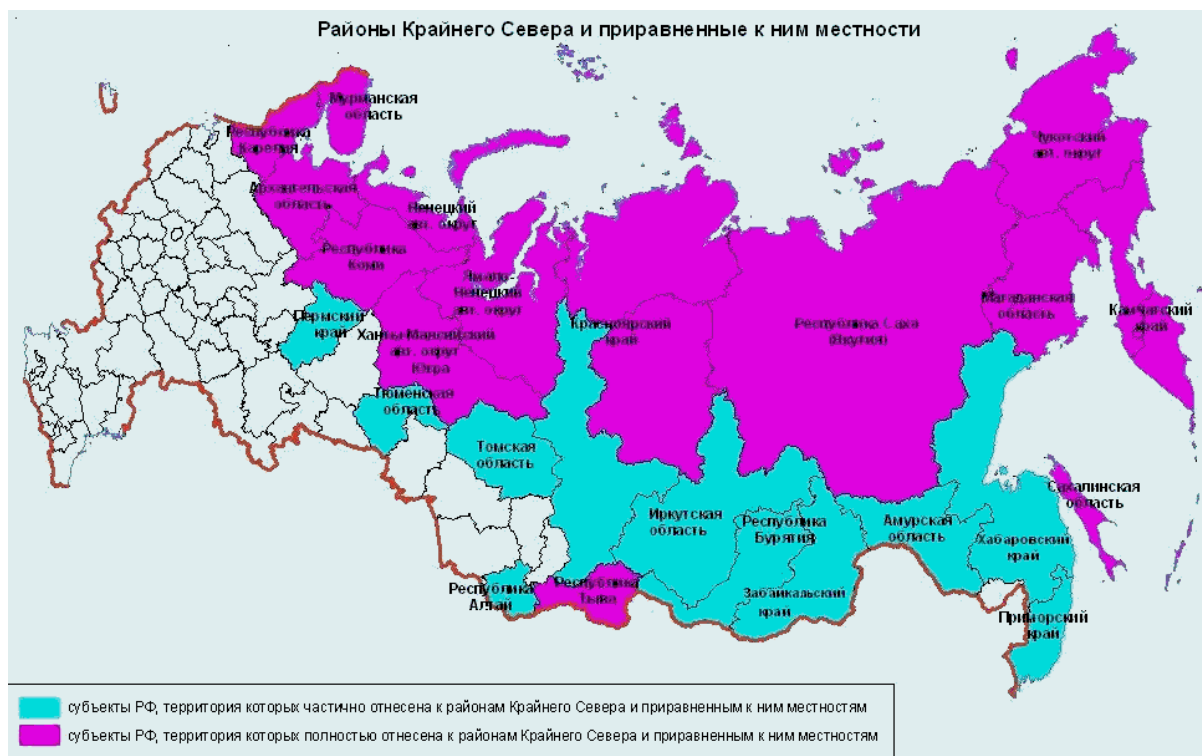 Районы Крайнего Севера и приравненные к ним местности
Мурманская
область
Республика
Карелия
Архангельская
область
Ненецкий
авт. округ
Республика
Коми
Ямало-
Ненецкий
авт. округ
Пермский
край
Ханты-Мансийский
авт. округ
Югра
Красноярский
край
Республика Саха
(Якутия)
Чукотский
авт. округ
Магаданская
область
Камчатский
край
Тюменская
область
Томская
область
Иркутская
область
Республика
Бурятия
Амурская
область
Сахалинская
область
Хабаровский
край
Республика
Алтай
Республика
Тыва
Забайкальский
край
Приморский
край
субъекты РФ, территория которых частично отнесена к районам Крайнего Севера и приравненным к ним местностям
субъекты РФ, территория которых полностью отнесена к районам Крайнего Севера и приравненным к ним местностям